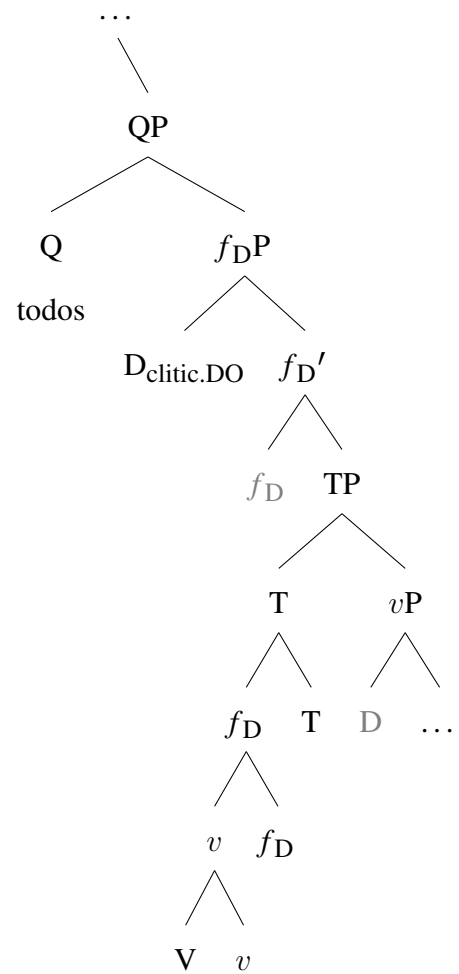 …
QP
Q f_DP
todos
D_clitic.DO f_D′
f_D TP
T vP
f_D T D …
v f_D
V v